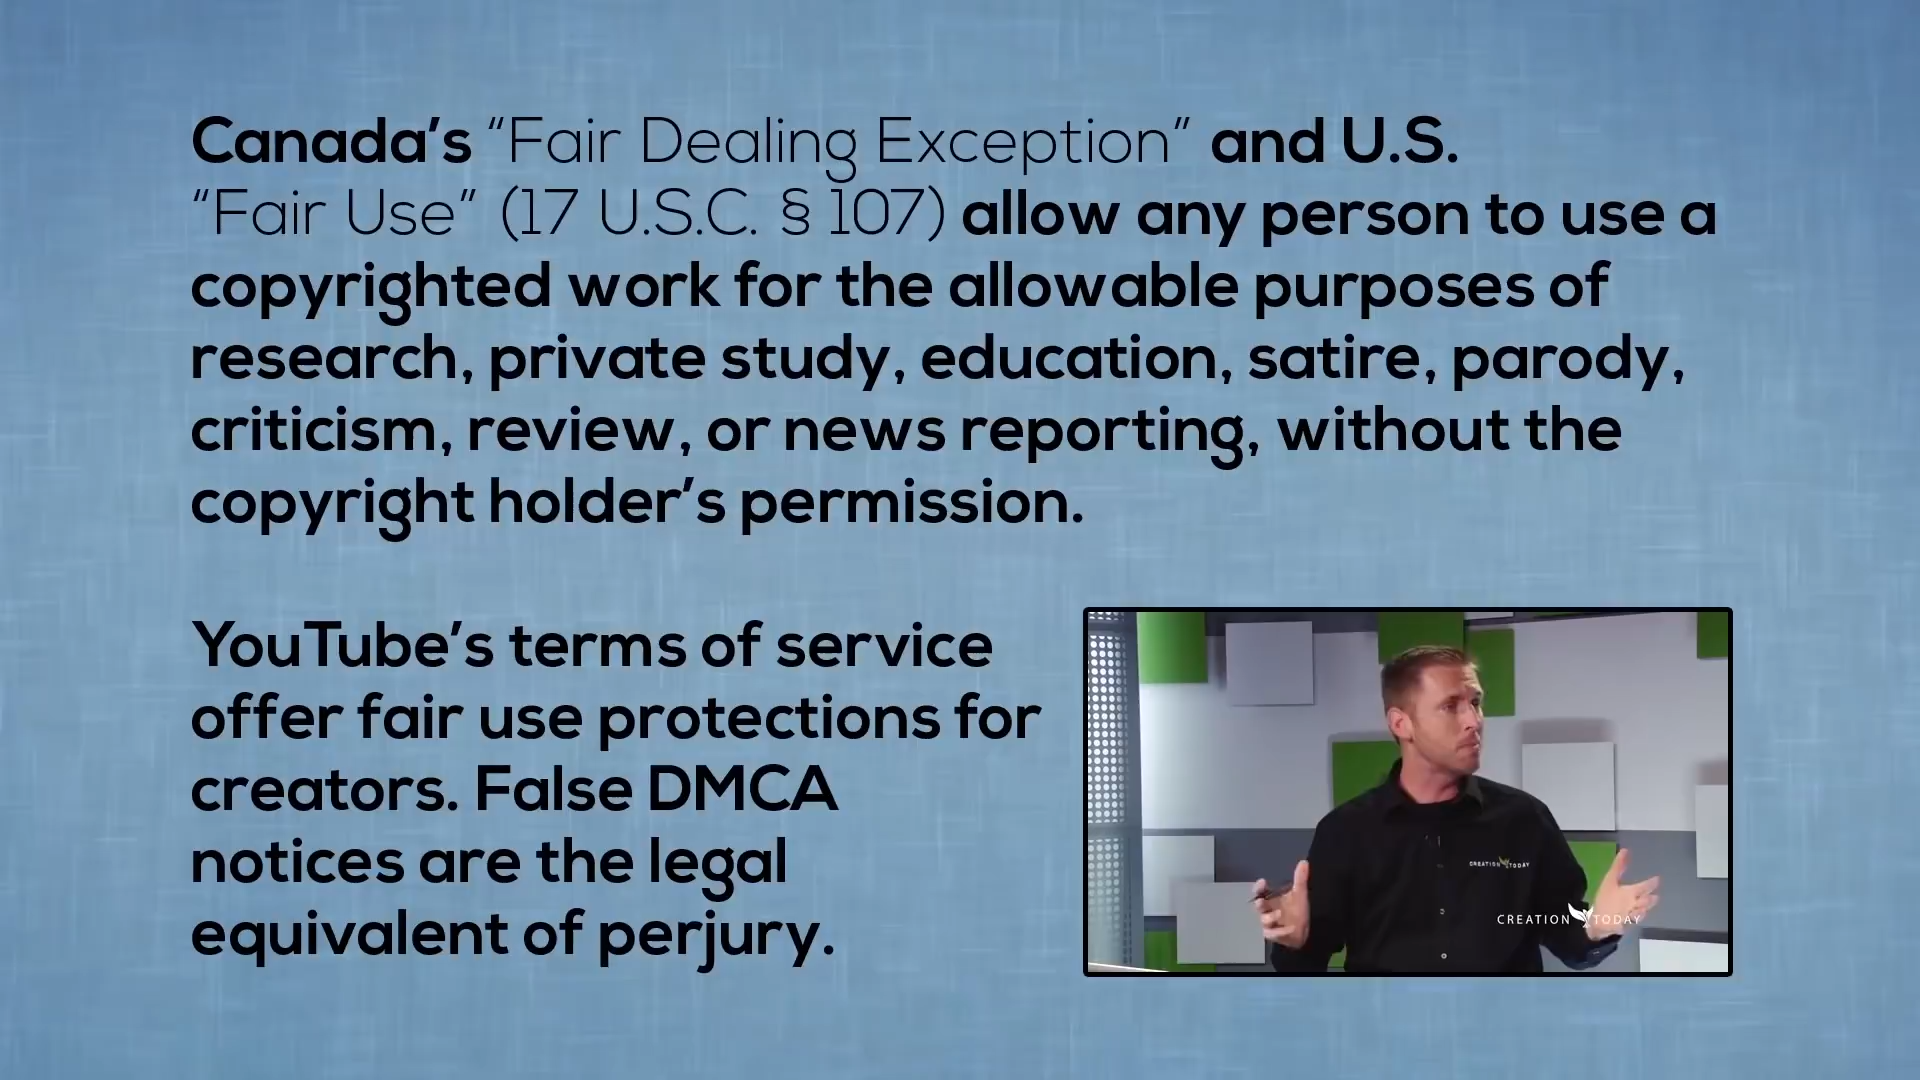 Canada’s “Fair Dealing Exception” and U.S.
“Fair Use” (17 U.S.C. § 107) allow any person to use a
copyrighted work for the allowable purposes of
research, private study, education, satire, parody,
criticism, review, or news reporting, without the
copyright holder’s permission.
YouTube’s terms of service
offer fair use protections for
creators. False DMCA
notices are the legal
equivalent of perjury.
CREATION TODAY
CREATION TODAY